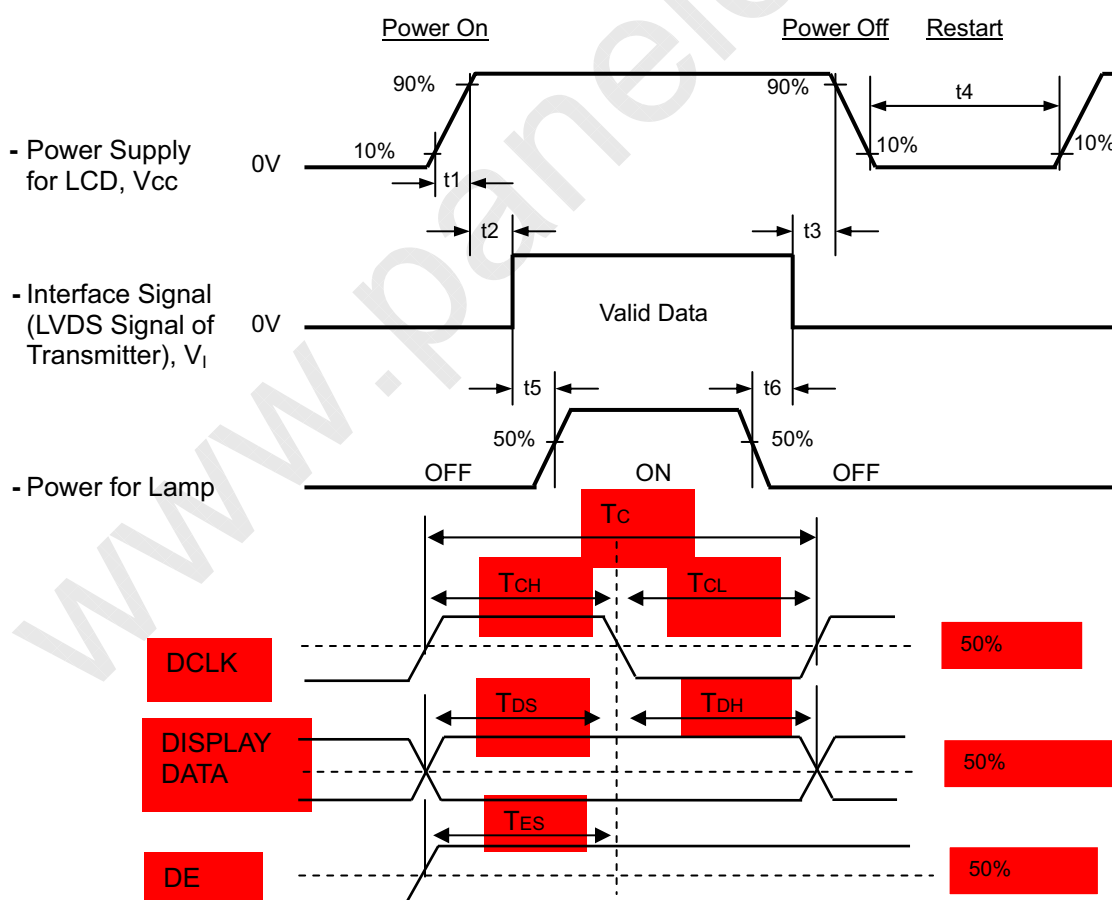 Power On
Power Off
Restart
90%
90%
t4
- Power Supply
for LCD, Vcc
0V
10%
10%
10%
t1
t2
t3
- Interface Signal
(LVDS Signal of
Transmitter), VI
0V
Valid Data
t5
t6
50%
50%
- Power for Lamp
OFF
ON
OFF
TC
TCH
TCL
DCLK
50%
TDS
TDH
DISPLAY
DATA
50%
TES
DE
50%
www.panel